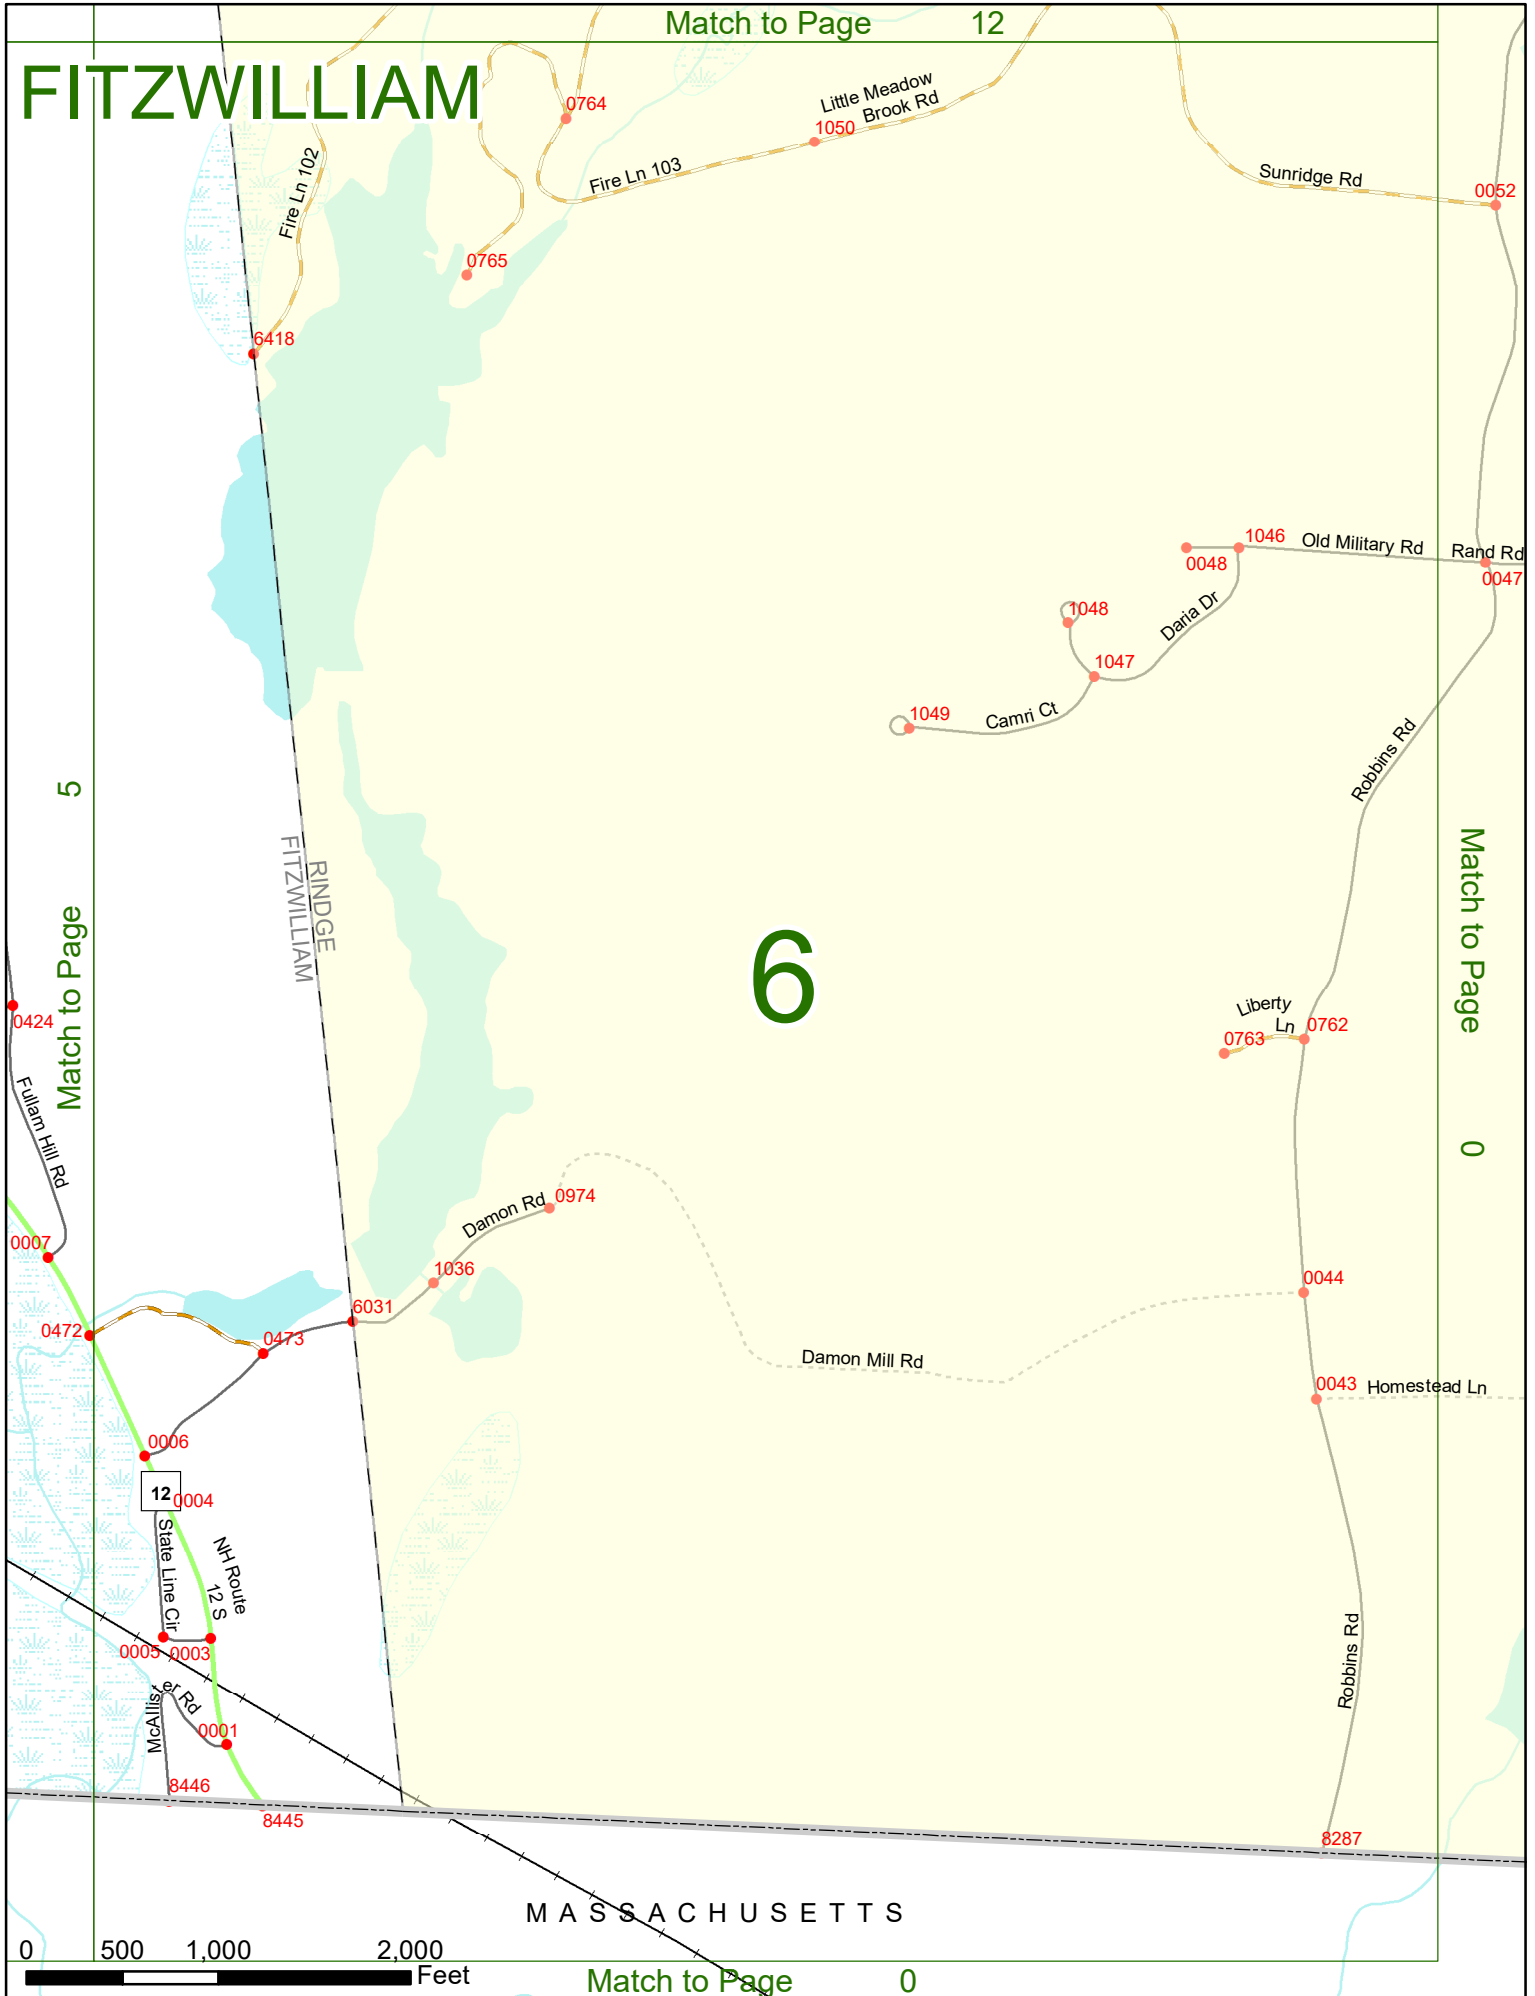 Match to Page 12
FITZWILLIAM
0764
Little Meadow
Brook Rd
1050
Fire Ln 102
Fire Ln 103
Sunridge Rd
0052
0765
6418
1046
Old Military Rd
Rand Rd
0048
0047
1048
Daria Dr
1047
1049
Camri Ct
Robbins Rd
Match to Page 5
RINDGE
FITZWILLIAM
6
Match to Page 0
0424
Liberty
Ln
0762
0763
Fullam Hill Rd
Damon Rd
0974
0007
1036
0044
6031
0472
0473
Damon Mill Rd
0043
Homestead Ln
0006
12
0004
State Line Cir
NH Route
12 S
0005
0003
Robbins Rd
McAllister Rd
0001
8446
8445
8287
MASSACHUSETTS
0 500 1,000 2,000
Feet
Match to Page 0